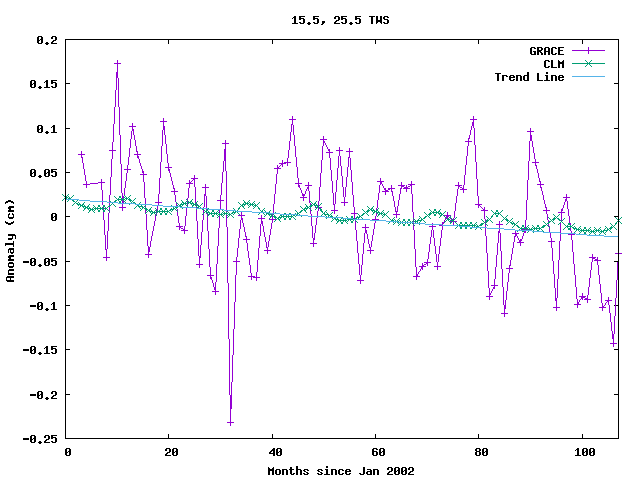 15.5, 25.5 TWS
GRACE
CLM
Trend Line
0.2
0.15
0.1
0.05
0
-0.05
-0.1
-0.15
-0.2
-0.25
Anomaly (cm)
0 20 40 60 80 100
Months since Jan 2002